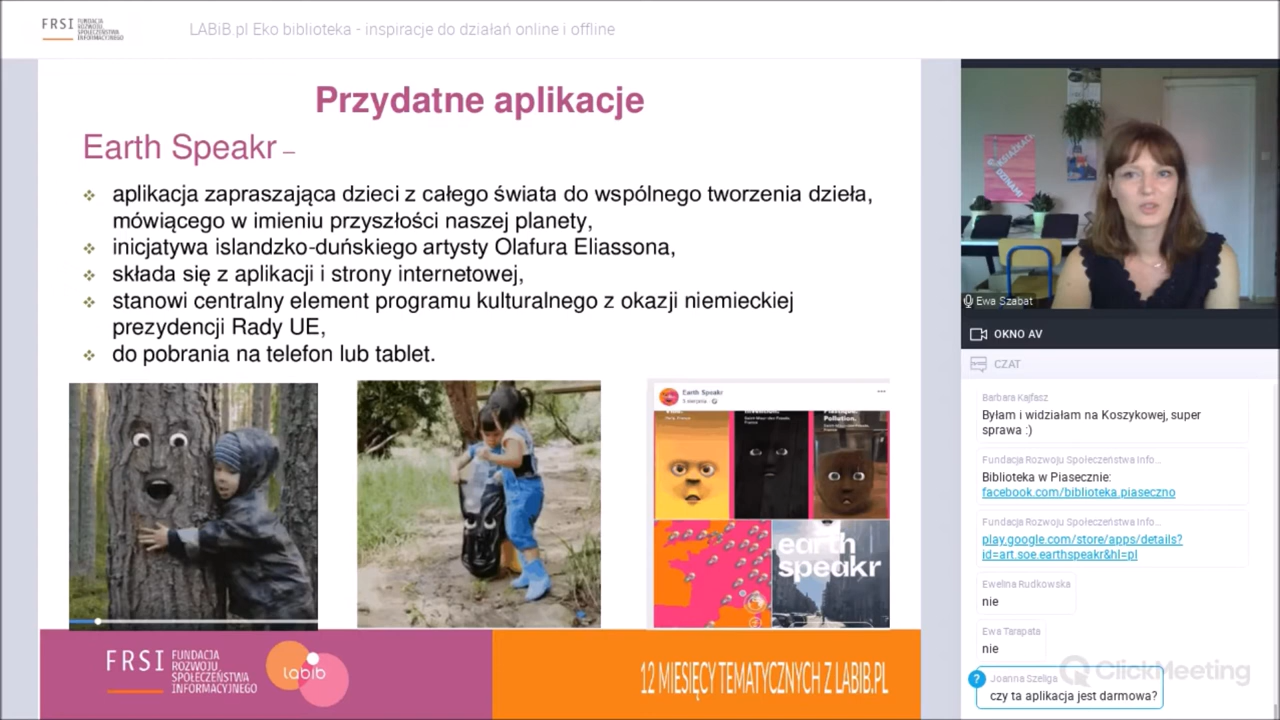 FRSI FUNDACJA
ROZWOJU
SPOŁECZEŃSTWA
INFORMACYJNEGO
LABiB.pl Eko biblioteka - inspiracje do działań online i offline
Przydatne aplikacje
Earth Speakr –
aplikacja zapraszająca dzieci z całego świata do wspólnego tworzenia dzieła,
mówiącego w imieniu przyszłości naszej planety,
inicjatywa islandzko-duńskiego artysty Olafura Eliassona,
składa się z aplikacji i strony internetowej,
stanowi centralny element programu kulturalnego z okazji niemieckiej
prezydencji Rady UE,
do pobrania na telefon lub tablet.
Earth Speakr
5 sierpnia
Pollution.
earth
speakr
FRSI FUNDACJA
ROZWOJU
SPOŁECZEŃSTWA
INFORMACYJNEGO
labib
12 MIESIĘCY TEMATYCZNYCH Z LABIB.PL
KSIĄŻKACH
Ewa Szabat
OKNO AV
CZAT
Barbara Kajfasz
Byłam i widziałam na Koszykowej, super
sprawa :)
Fundacja Rozwoju Społeczeństwa Info...
Biblioteka w Piasecznie:
facebook.com/biblioteka.piaseczno
Fundacja Rozwoju Społeczeństwa Info...
play.google.com/store/apps/details?
id=art.soe.earthspeakr&hl=pl
Ewelina Rudkowska
nie
Ewa Tarapata
nie
ClickMeeting
? Joanna Szeliga
czy ta aplikacja jest darmowa?